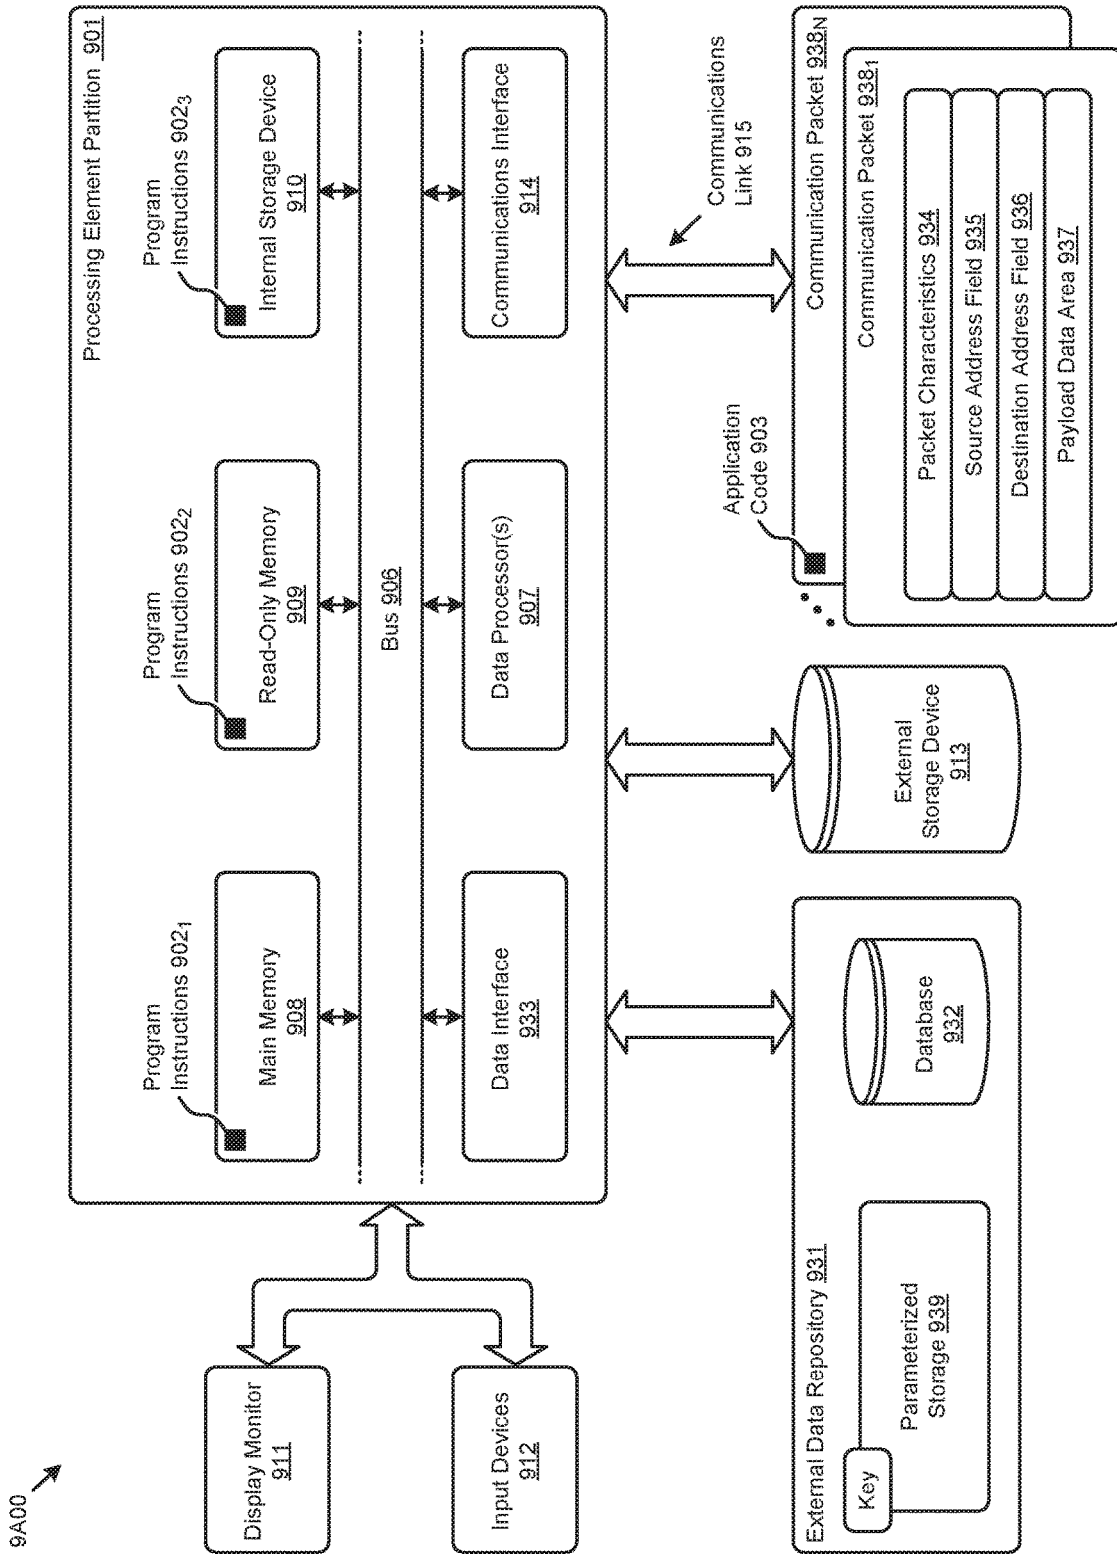 9A00
Processing Element Partition 901
Program
Instructions 902₁
Program
Instructions 902₂
Program
Instructions 902₃
Main Memory
908
Read-Only Memory
909
Internal Storage Device
910
Display Monitor
911
Bus 906
Input Devices
912
Data Interface
933
Data Processor(s)
907
Communications Interface
914
Communications
Link 915
Application
Code 903
External Data Repository 931
Key
Parameterized
Storage 939
Database
932
External
Storage Device
913
Communication Packet 938N
Communication Packet 938₁
Packet Characteristics 934
Source Address Field 935
Destination Address Field 936
Payload Data Area 937